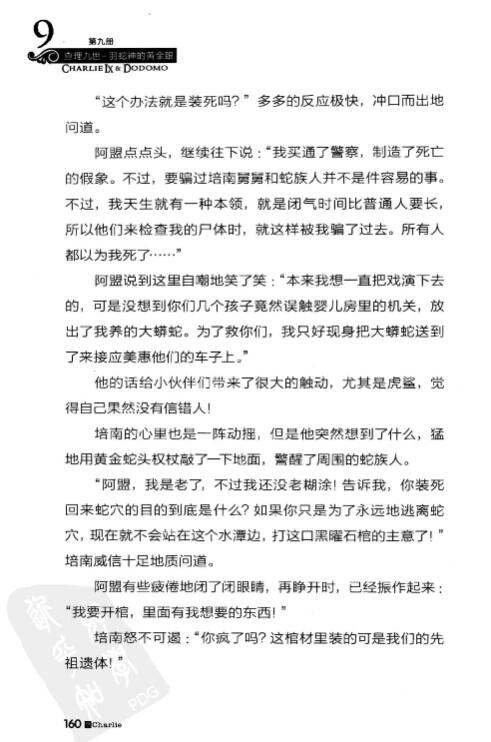 9
第九册
查理九世·羽蛇神的黄金眼
CHARLIE IX & DODOMO
“这个办法就是装死吗？”多多的反应极快，冲口而出地
问道。
阿盟点点头，继续往下说：“我买通了警察，制造了死亡
的假象。不过，要骗过培南舅舅和蛇族人并不是件容易的事。
不过，我天生就有一种本领，就是闭气时间比普通人要长，
所以他们来检查我的尸体时，就这样被我骗了过去。所有人
都以为我死了……”
阿盟说到这里自嘲地笑了笑：“本来我想一直把戏演下去
的，可是没想到你们几个孩子竟然误触婴儿房里的机关，放
出了我养的大蟒蛇。为了救你们，我只好现身把大蟒蛇送到
了来接应美惠他们的车子上。”
他的话给小伙伴们带来了很大的触动，尤其是虎鲨，觉
得自己果然没有信错人！
培南的心里也是一阵动摇，但是他突然想到了什么，猛
地用黄金蛇头权杖敲了一下地面，警醒了周围的蛇族人。
“阿盟，我是老了，不过我还没老糊涂！告诉我，你装死
回来蛇穴的目的到底是什么？如果你只是为了永远地逃离蛇
穴，现在就不会站在这个水潭边，打这口黑曜石棺的主意了！”
培南威信十足地质问道。
阿盟有些疲倦地闭了闭眼睛，再睁开时，已经振作起来：
“我要开棺，里面有我想要的东西！”
培南怒不可遏：“你疯了吗？这棺材里装的可是我们的先
祖遗体！”
PDG
160 Charlie